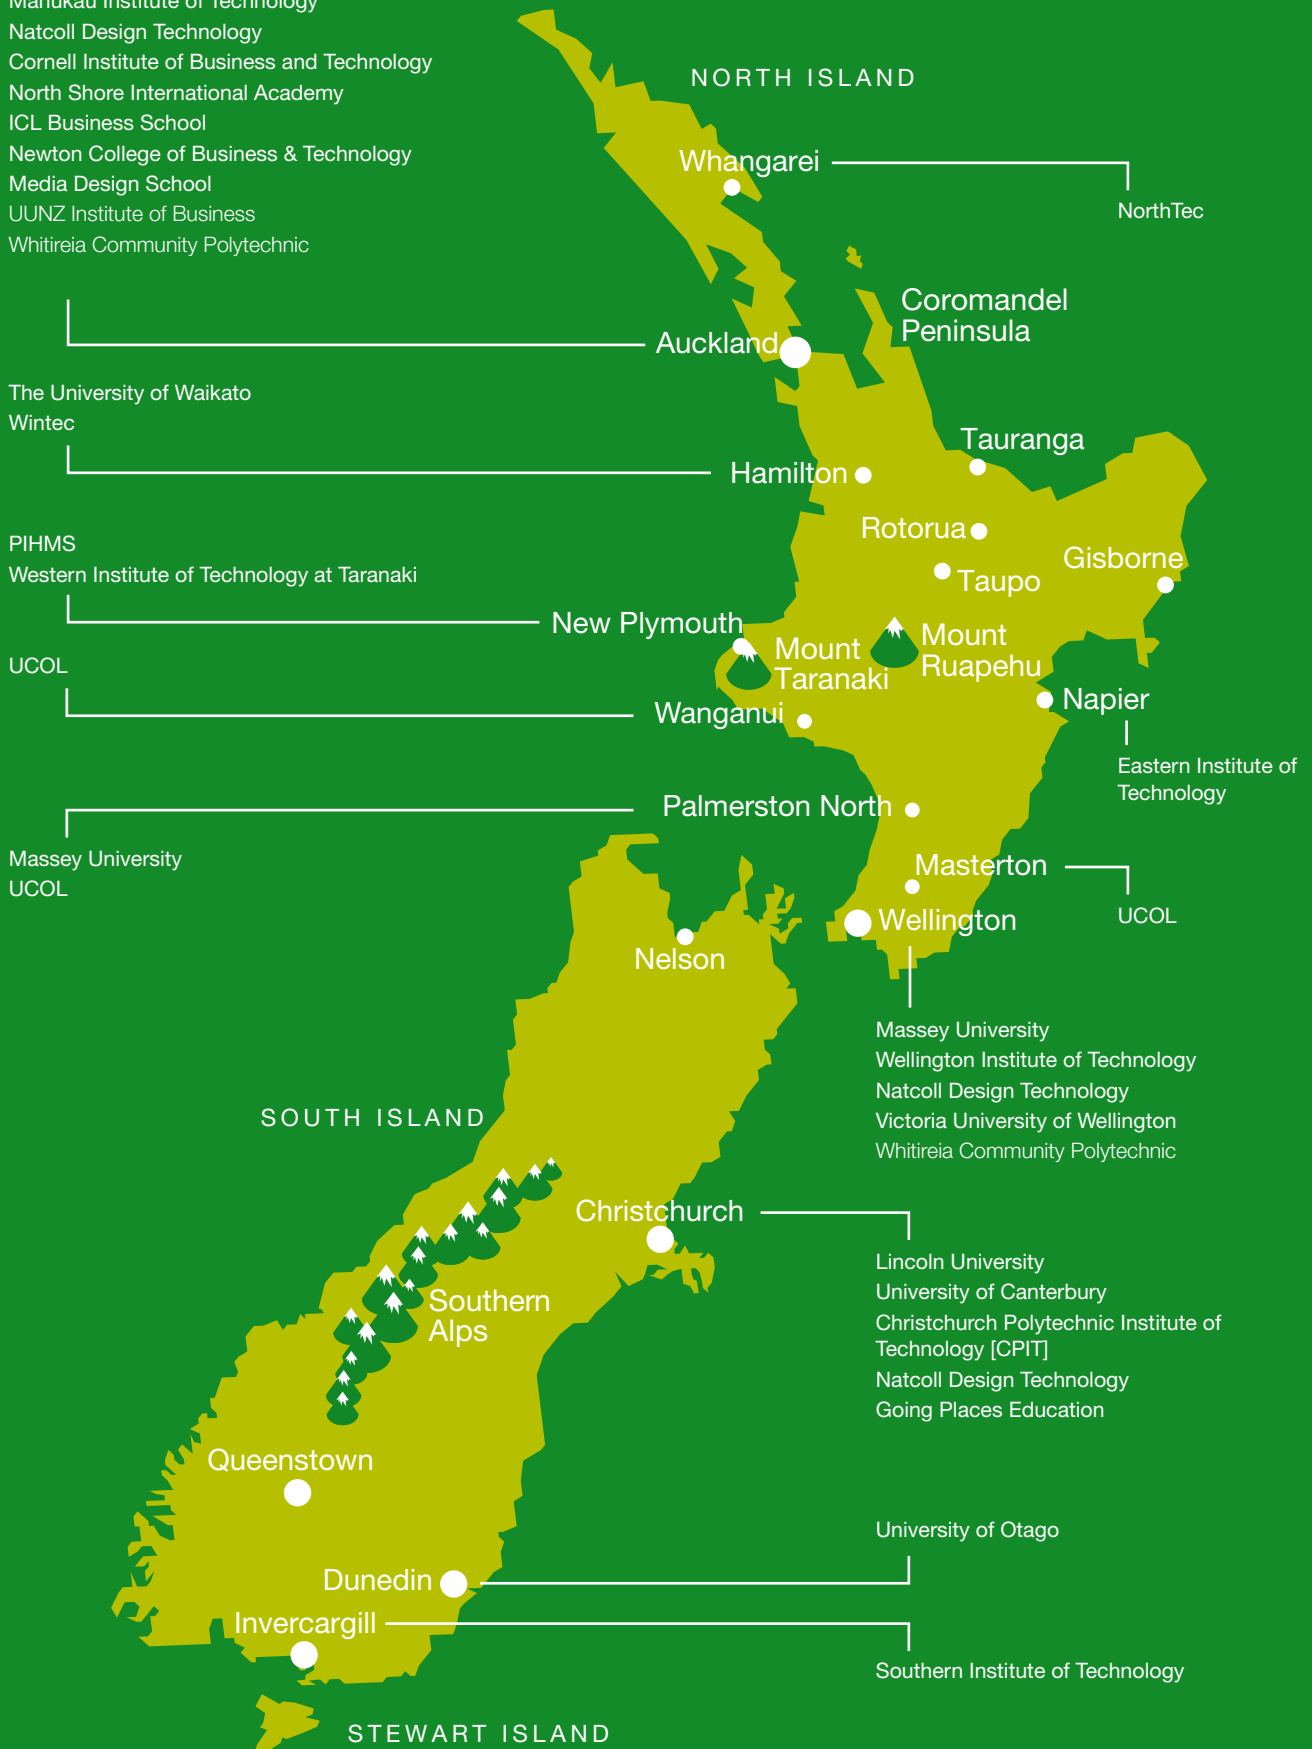 Manukau Institute of Technology
Natcoll Design Technology
Cornell Institute of Business and Technology
North Shore International Academy
ICL Business School
Newton College of Business & Technology
Media Design School
UUNZ Institute of Business
Whitireia Community Polytechnic
NORTH ISLAND
Whangarei
NorthTec
Coromandel
Peninsula
Auckland
The University of Waikato
Wintec
Tauranga
Hamilton
Rotorua
PIHMS
Western Institute of Technology at Taranaki
Gisborne
Taupo
New Plymouth
Mount
Taranaki
Mount
Ruapehu
UCOL
Wanganui
Napier
Eastern Institute of
Technology
Palmerston North
Massey University
UCOL
Masterton
UCOL
Wellington
Nelson
Massey University
Wellington Institute of Technology
Natcoll Design Technology
Victoria University of Wellington
Whitireia Community Polytechnic
SOUTH ISLAND
Christchurch
Lincoln University
University of Canterbury
Christchurch Polytechnic Institute of
Technology [CPIT]
Natcoll Design Technology
Going Places Education
Southern
Alps
Queenstown
University of Otago
Dunedin
Invercargill
Southern Institute of Technology
STEWART ISLAND